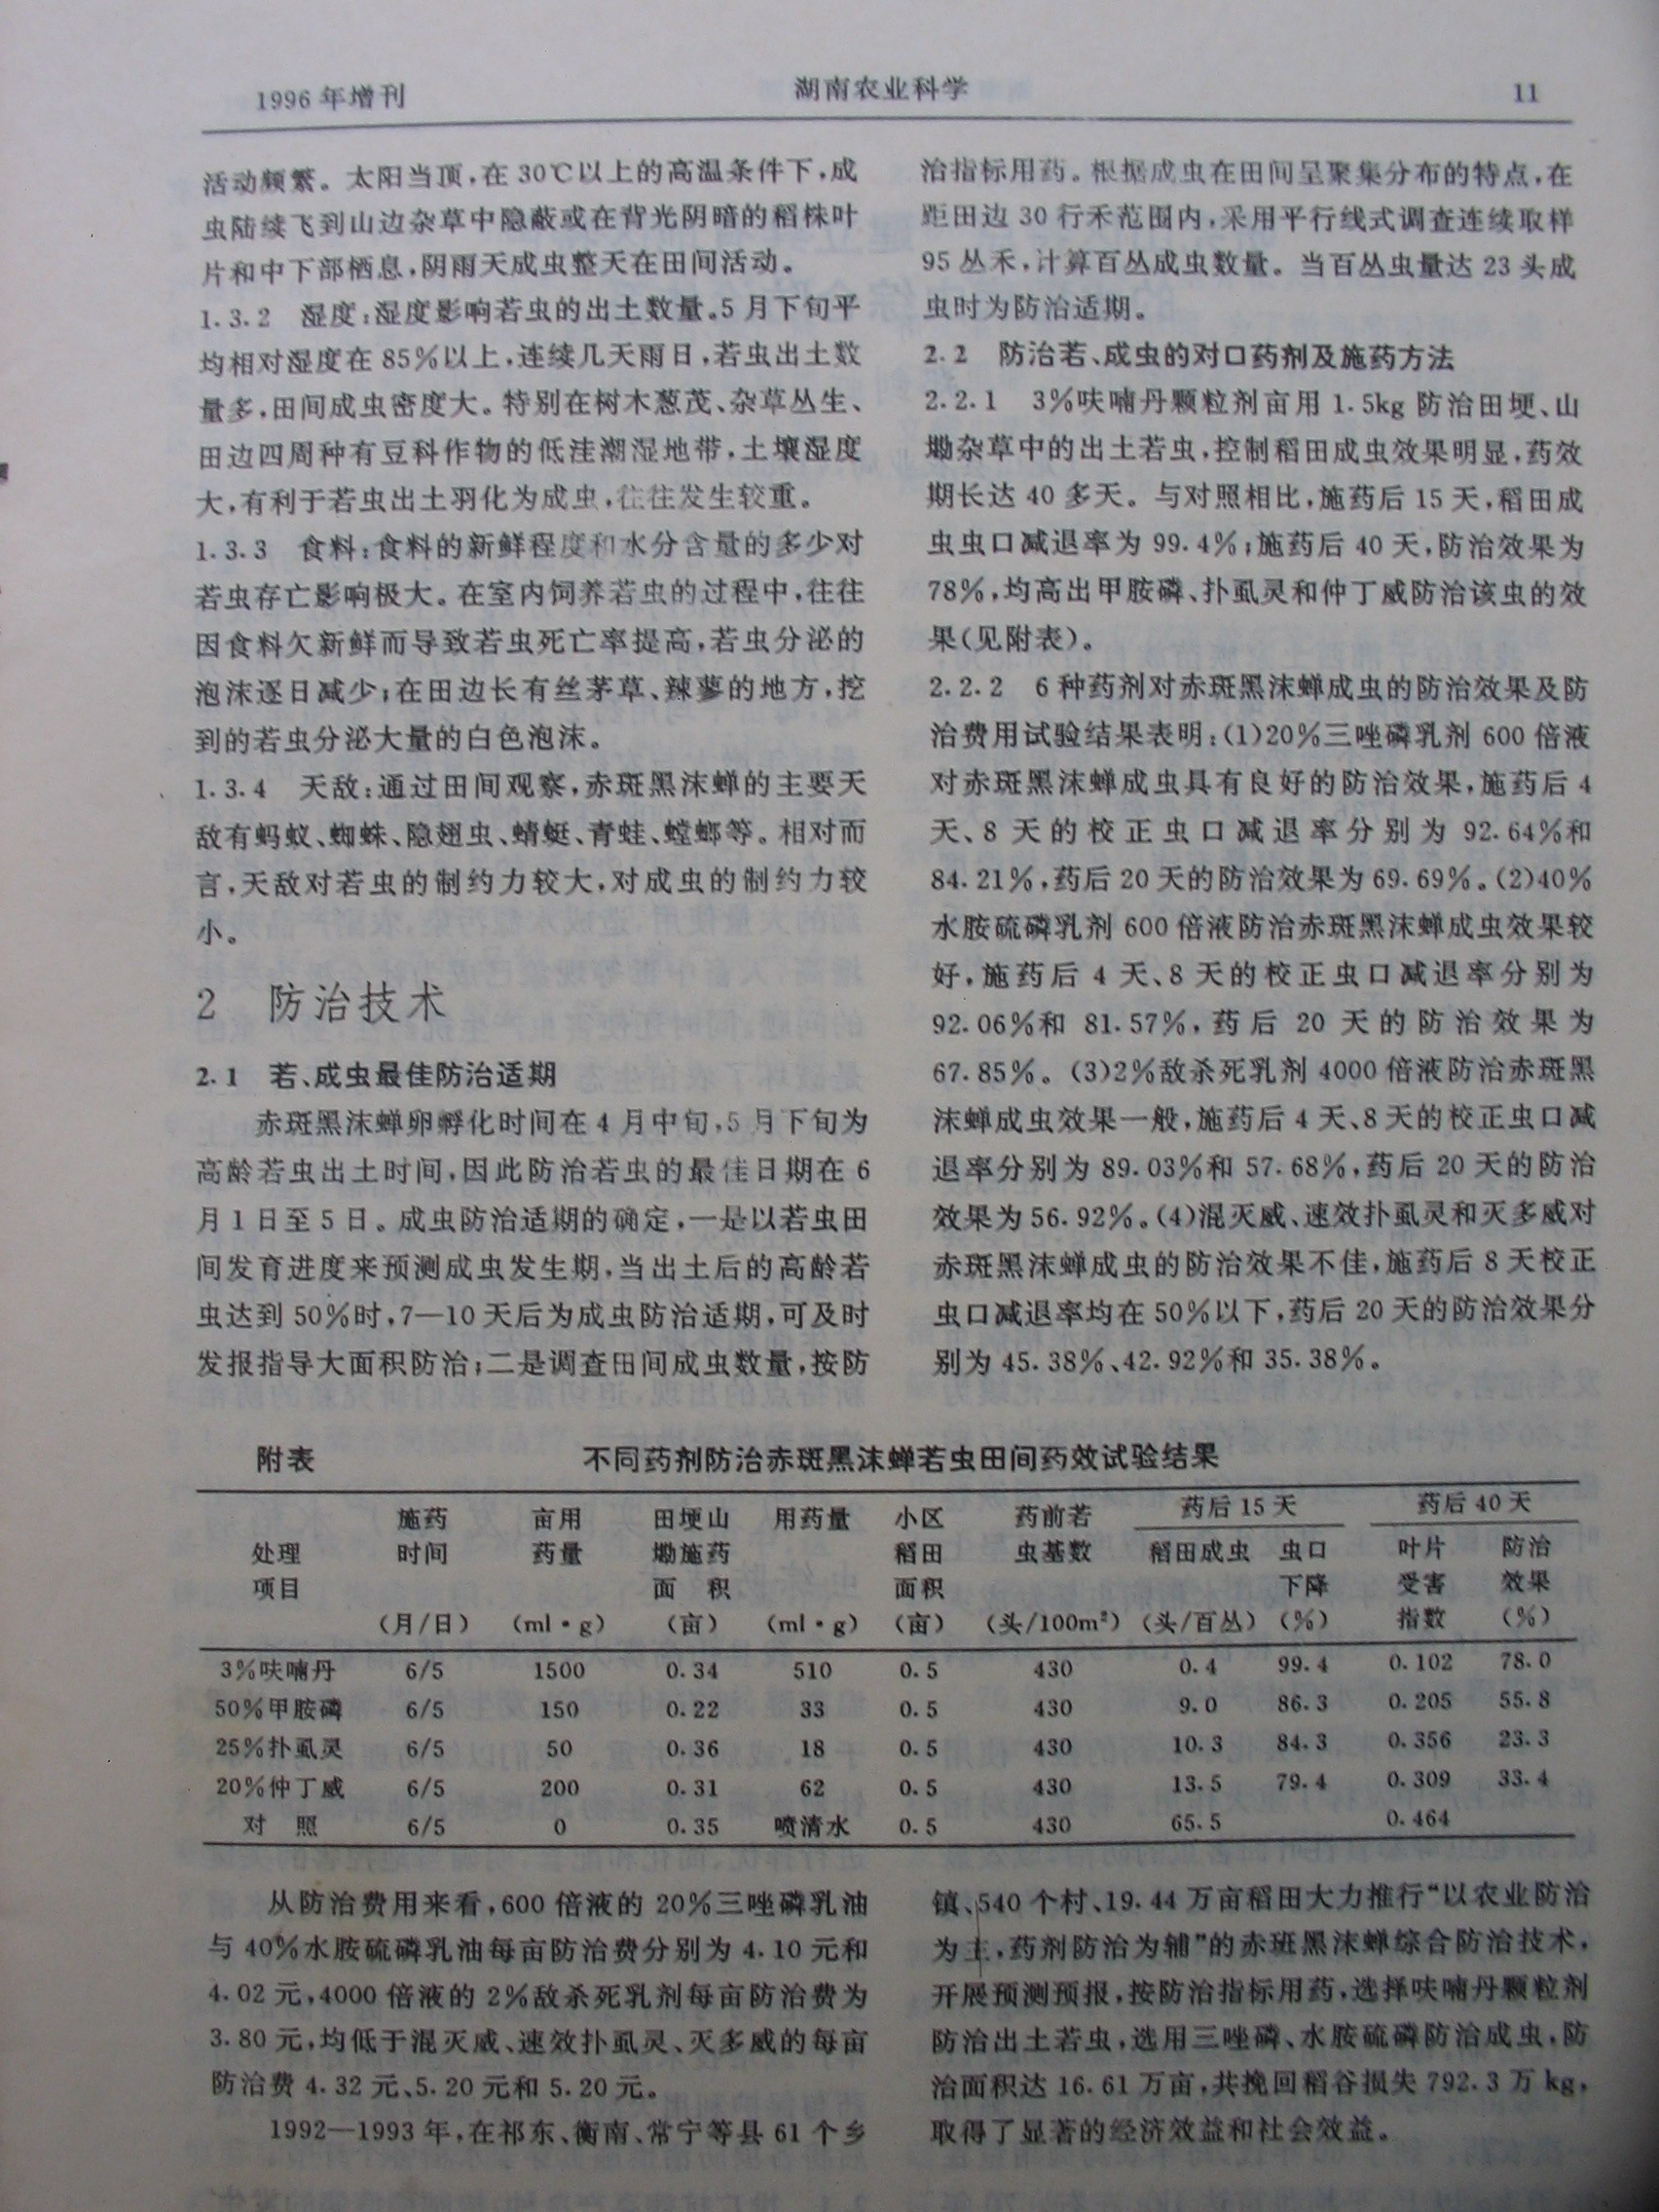 1996年增刊 湖南农业科学 11
活动频繁。太阳当顶,在30℃以上的高温条件下,成
虫陆续飞到山边杂草中隐蔽或在背光阴暗的稻株叶
片和中下部栖息,阴雨天成虫整天在田间活动。
1.3.2 湿度:湿度影响若虫的出土数量。5月下旬平
均相对湿度在85%以上,连续几天雨日,若虫出土数
量多,田间成虫密度大。特别在树木葱茂、杂草丛生、
田边四周种有豆科作物的低洼潮湿地带,土壤湿度
大,有利于若虫出土羽化为成虫,往往发生较重。
1.3.3 食料:食料的新鲜程度和水分含量的多少对
若虫存亡影响极大。在室内饲养若虫的过程中,往往
因食料欠新鲜而导致若虫死亡率提高,若虫分泌的
泡沫逐日减少;在田边长有丝茅草、辣蓼的地方,挖
到的若虫分泌大量的白色泡沫。
1.3.4 天敌:通过田间观察,赤斑黑沫蝉的主要天
敌有蚂蚁、蜘蛛、隐翅虫、蜻蜓、青蛙、螳螂等。相对而
言,天敌对若虫的制约力较大,对成虫的制约力较
小。
2 防治技术
2.1 若、成虫最佳防治适期
赤斑黑沫蝉卵孵化时间在4月中旬,5月下旬为
高龄若虫出土时间,因此防治若虫的最佳日期在6
月1日至5日。成虫防治适期的确定,一是以若虫田
间发育进度来预测成虫发生期,当出土后的高龄若
虫达到50%时,7—10天后为成虫防治适期,可及时
发报指导大面积防治;二是调查田间成虫数量,按防
治指标用药。根据成虫在田间呈聚集分布的特点,在
距田边30行禾范围内,采用平行线式调查连续取样
95丛禾,计算百丛成虫数量。当百丛虫量达23头成
虫时为防治适期。
2.2 防治若、成虫的对口药剂及施药方法
2.2.1 3%呋喃丹颗粒剂亩用1.5kg防治田埂、山
塝杂草中的出土若虫,控制稻田成虫效果明显,药效
期长达40多天。与对照相比,施药后15天,稻田成
虫虫口减退率为99.4%;施药后40天,防治效果为
78%,均高出甲胺磷、扑虱灵和仲丁威防治该虫的效
果(见附表)。
2.2.2 6种药剂对赤斑黑沫蝉成虫的防治效果及防
治费用试验结果表明:(1)20%三唑磷乳剂600倍液
对赤斑黑沫蝉成虫具有良好的防治效果,施药后4
天、8天的校正虫口减退率分别为92.64%和
84.21%,药后20天的防治效果为69.69%。(2)40%
水胺硫磷乳剂600倍液防治赤斑黑沫蝉成虫效果较
好,施药后4天、8天的校正虫口减退率分别为
92.06%和81.57%,药后20天的防治效果为
67.85%。(3)2%敌杀死乳剂4000倍液防治赤斑黑
沫蝉成虫效果一般,施药后4天、8天的校正虫口减
退率分别为89.03%和57.68%,药后20天的防治
效果为56.92%。(4)混灭威、速效扑虱灵和灭多威对
赤斑黑沫蝉成虫的防治效果不佳,施药后8天校正
虫口减退率均在50%以下,药后20天的防治效果分
别为45.38%、42.92%和35.38%。
附表 不同药剂防治赤斑黑沫蝉若虫田间药效试验结果
施药 亩用 田埂山 用药量 小区 药前若 药后15天 药后40天
处理 时间 药量 塝施药 稻田 虫基数 稻田成虫 虫口 叶片 防治
项目 面 积 面积 下降 受害 效果
(月/日) (ml·g) (亩) (ml·g) (亩) (头/100m²) (头/百丛) (%) 指数 (%)
3%呋喃丹 6/5 1500 0.34 510 0.5 430 0.4 99.4 0.102 78.0
50%甲胺磷 6/5 150 0.22 33 0.5 430 9.0 86.3 0.205 55.8
25%扑虱灵 6/5 50 0.36 18 0.5 430 10.3 84.3 0.356 23.3
20%仲丁威 6/5 200 0.31 62 0.5 430 13.5 79.4 0.309 33.4
对 照 6/5 0 0.35 喷清水 0.5 430 65.5 0.464
从防治费用来看,600倍液的20%三唑磷乳油
与40%水胺硫磷乳油每亩防治费分别为4.10元和
4.02元,4000倍液的2%敌杀死乳剂每亩防治费为
3.80元,均低于混灭威、速效扑虱灵、灭多威的每亩
防治费4.32元、5.20元和5.20元。
1992—1993年,在祁东、衡南、常宁等县61个乡
镇、540个村、19.44万亩稻田大力推行“以农业防治
为主,药剂防治为辅”的赤斑黑沫蝉综合防治技术,
开展预测预报,按防治指标用药,选择呋喃丹颗粒剂
防治出土若虫,选用三唑磷、水胺硫磷防治成虫,防
治面积达16.61万亩,共挽回稻谷损失792.3万kg,
取得了显著的经济效益和社会效益。